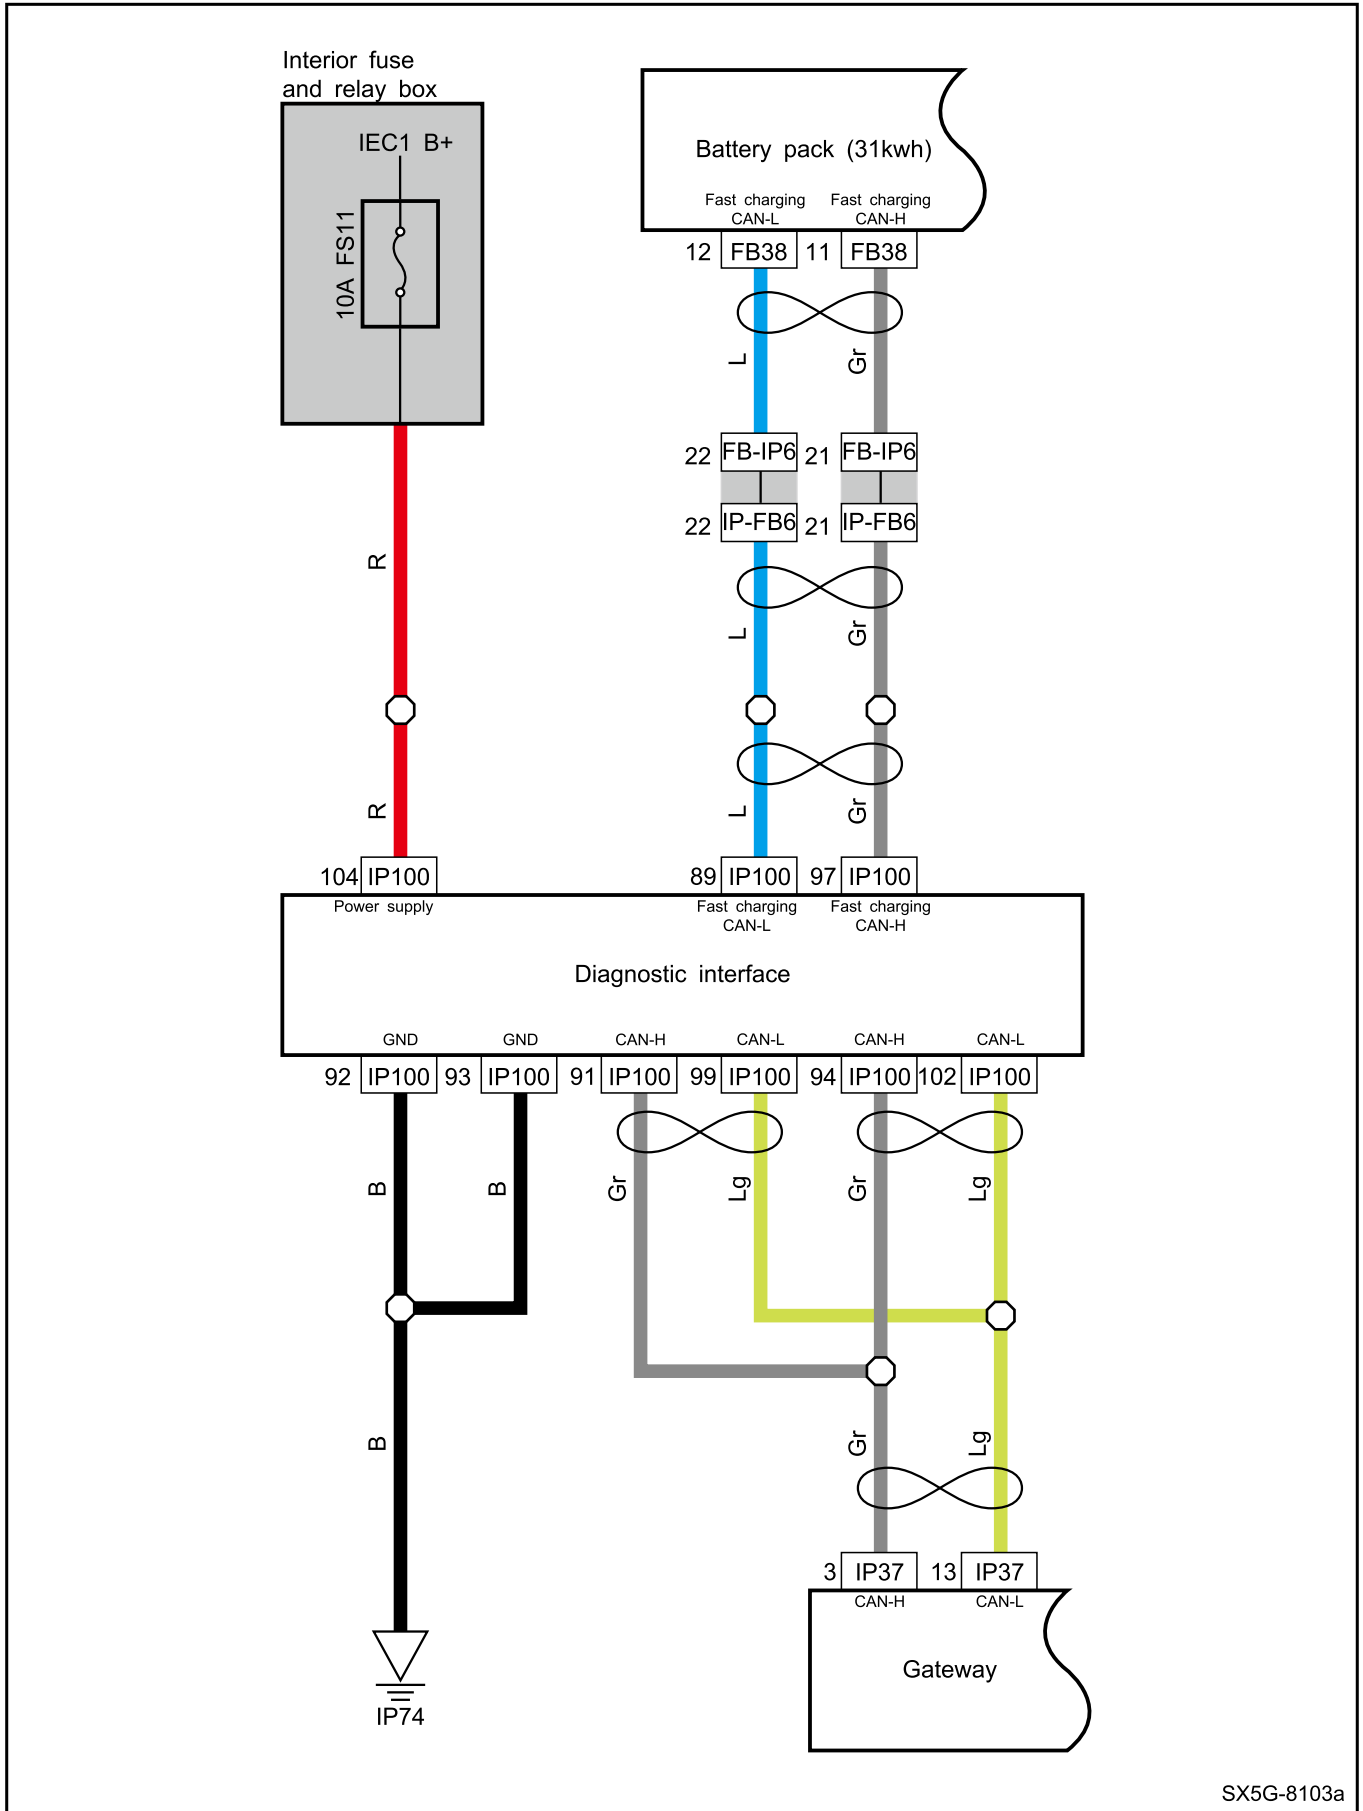 Interior fuse
and relay box
IEC1 B+
10A FS11
Battery pack (31kwh)
Fast charging
CAN-L
Fast charging
CAN-H
12 FB38 11 FB38
L Gr
22 FB-IP6 21 FB-IP6
22 IP-FB6 21 IP-FB6
R
L Gr
R
L Gr
104 IP100 89 IP100 97 IP100
Power supply
Fast charging
CAN-L
Fast charging
CAN-H
Diagnostic interface
GND GND CAN-H CAN-L CAN-H CAN-L
92 IP100 93 IP100 91 IP100 99 IP100 94 IP100 102 IP100
B B Gr Lg Gr Lg
B Gr Lg
3 IP37 13 IP37
CAN-H CAN-L
Gateway
IP74
SX5G-8103a